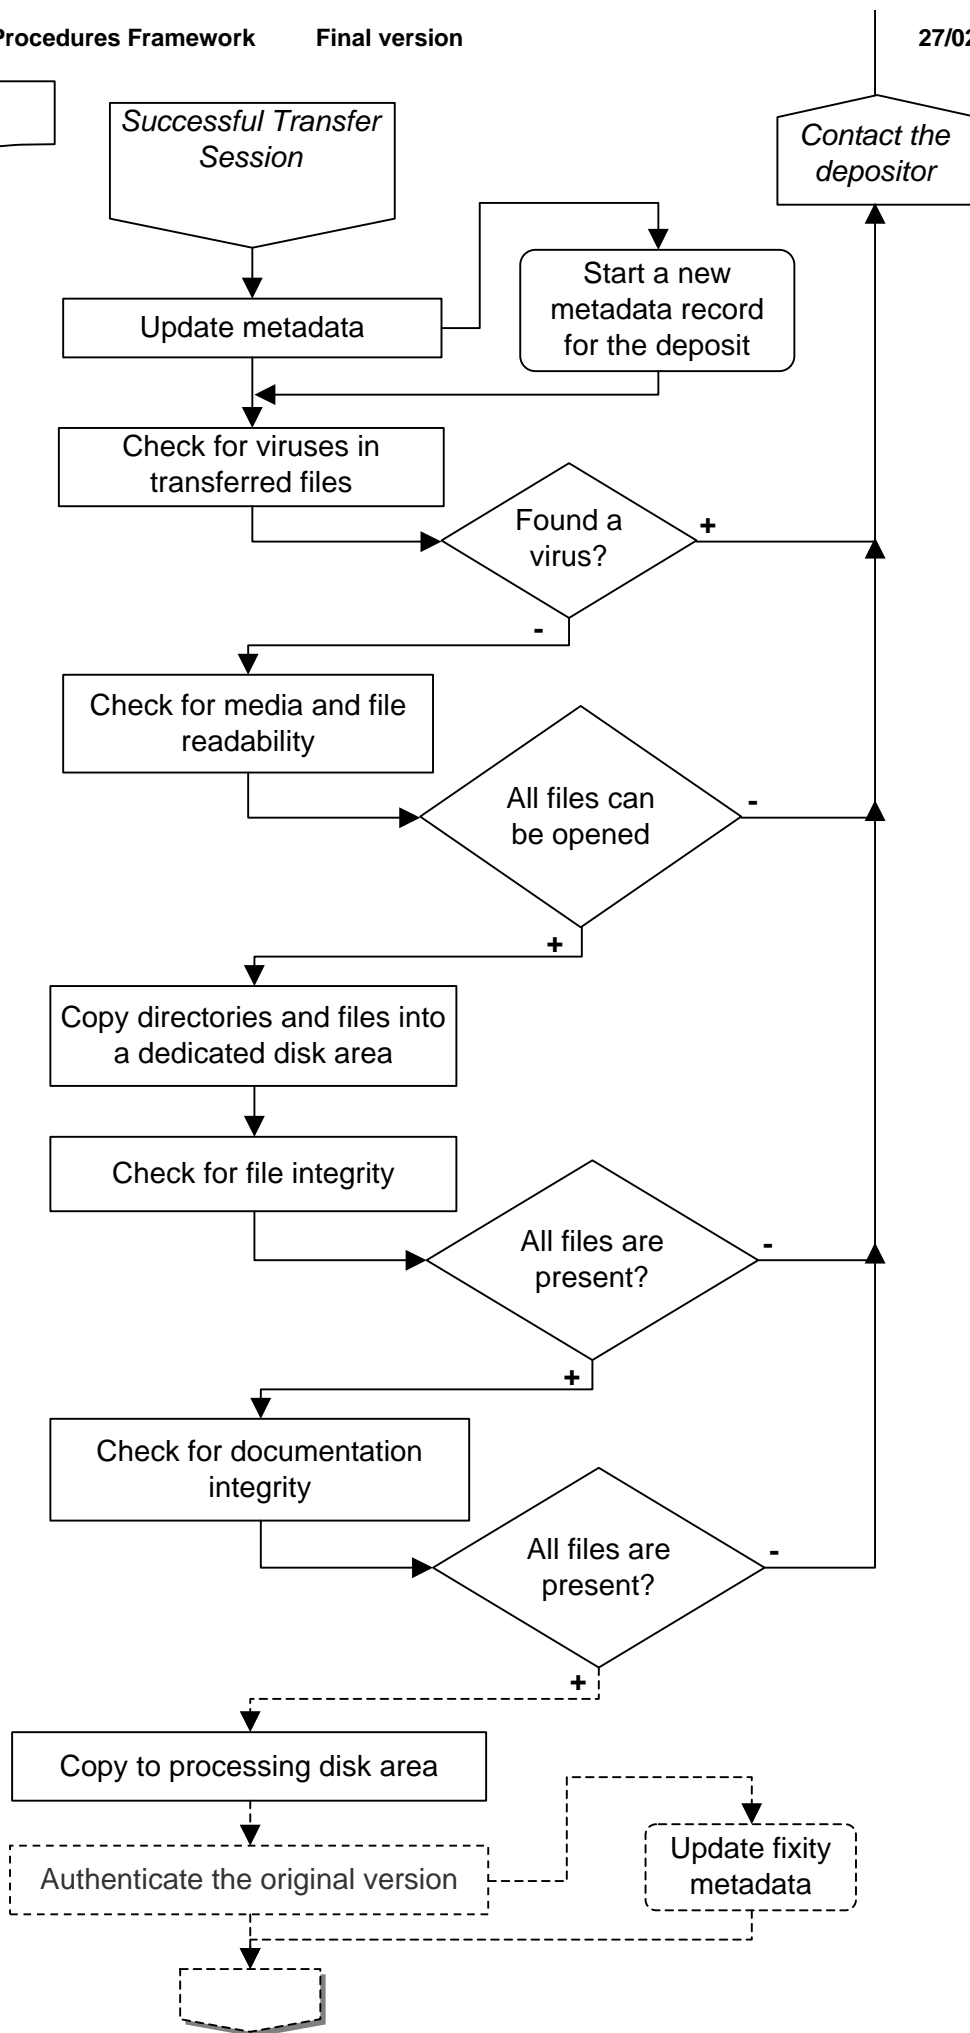 Procedures Framework Final version 27/02
Successful Transfer
Session
Contact the
depositor
Start a new
metadata record
for the deposit
Update metadata
Check for viruses in
transferred files
Found a
virus?
+
-
Check for media and file
readability
All files can
be opened
-
+
Copy directories and files into
a dedicated disk area
Check for file integrity
All files are
present?
-
+
Check for documentation
integrity
All files are
present?
-
+
Copy to processing disk area
Authenticate the original version
Update fixity
metadata